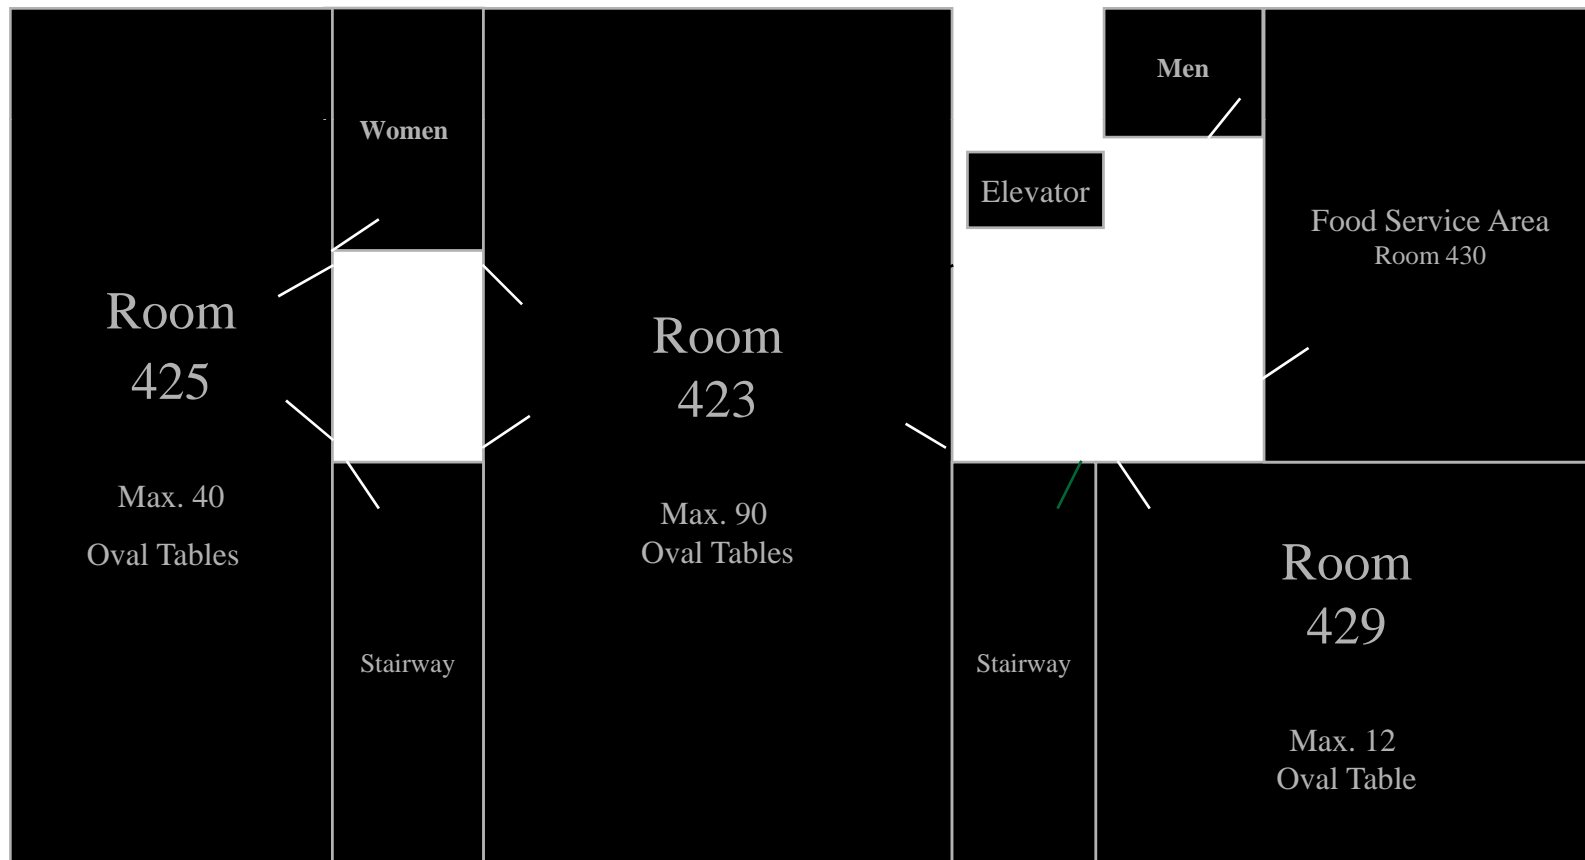 Men
Women
Elevator
Food Service Area
Room 430
Room
425
Room
423
Max. 40
Oval Tables
Max. 90
Oval Tables
Room
429
Stairway
Stairway
Max. 12
Oval Table